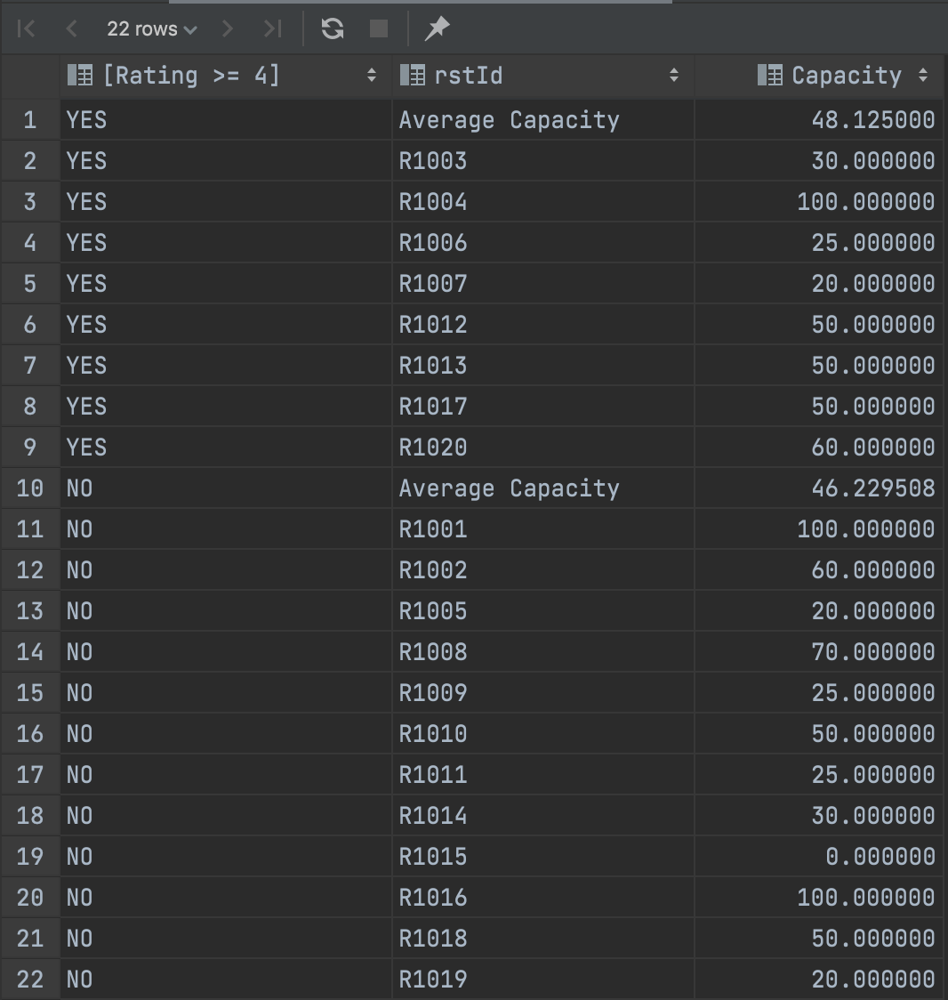 22 rows
[Rating >= 4] rstId Capacity
1 YES Average Capacity 48.125000
2 YES R1003 30.000000
3 YES R1004 100.000000
4 YES R1006 25.000000
5 YES R1007 20.000000
6 YES R1012 50.000000
7 YES R1013 50.000000
8 YES R1017 50.000000
9 YES R1020 60.000000
10 NO Average Capacity 46.229508
11 NO R1001 100.000000
12 NO R1002 60.000000
13 NO R1005 20.000000
14 NO R1008 70.000000
15 NO R1009 25.000000
16 NO R1010 50.000000
17 NO R1011 25.000000
18 NO R1014 30.000000
19 NO R1015 0.000000
20 NO R1016 100.000000
21 NO R1018 50.000000
22 NO R1019 20.000000